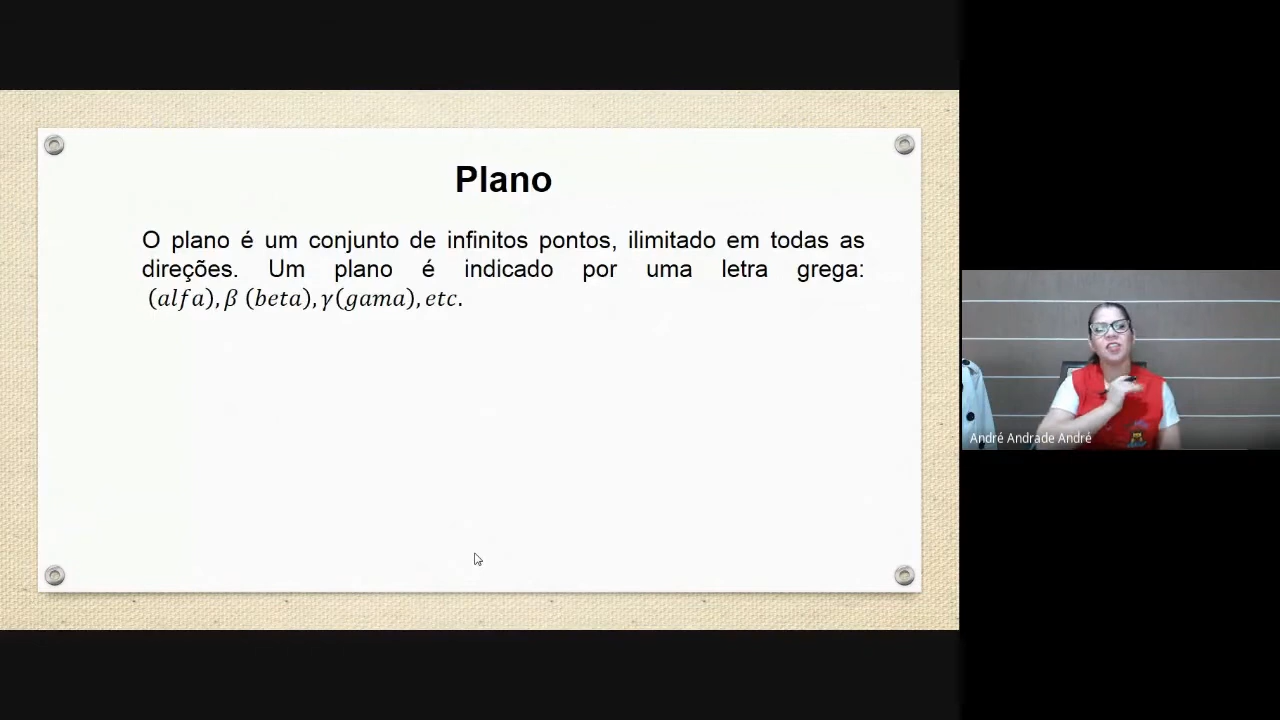 Plano
O plano é um conjunto de infinitos pontos, ilimitado em todas as
direções. Um plano é indicado por uma letra grega:
(alfa), β (beta), γ(gama), etc.
André Andrade André